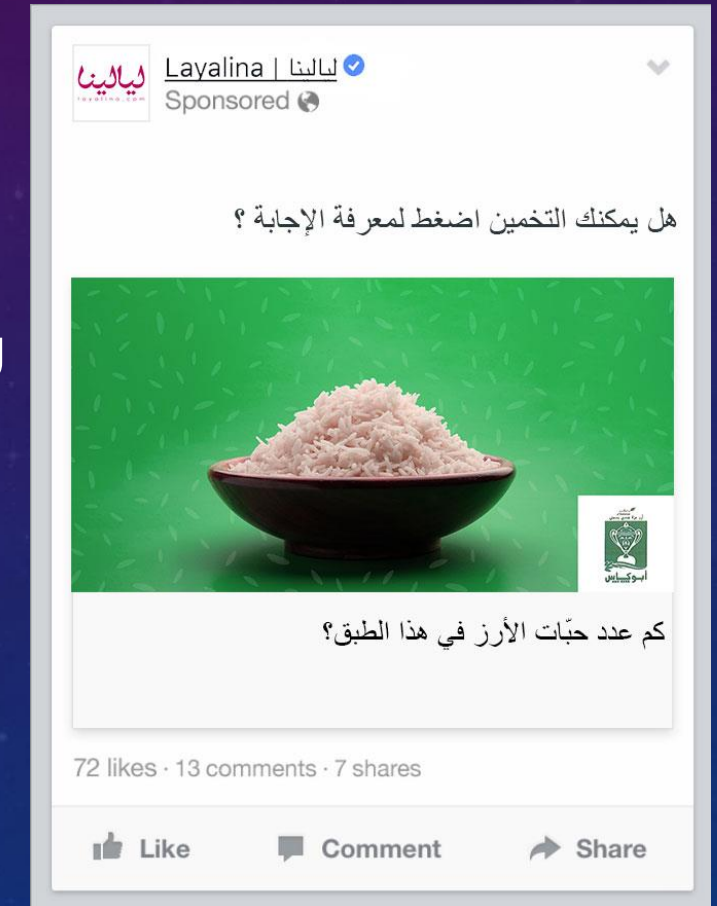 ليالينا
layalina.com
Layalina | ليالينا
Sponsored
هل يمكنك التخمين اضغط لمعرفة الإجابة ؟
أبوكاس
كم عدد حبّات الأرز في هذا الطبق؟
72 likes · 13 comments · 7 shares
Like
Comment
Share